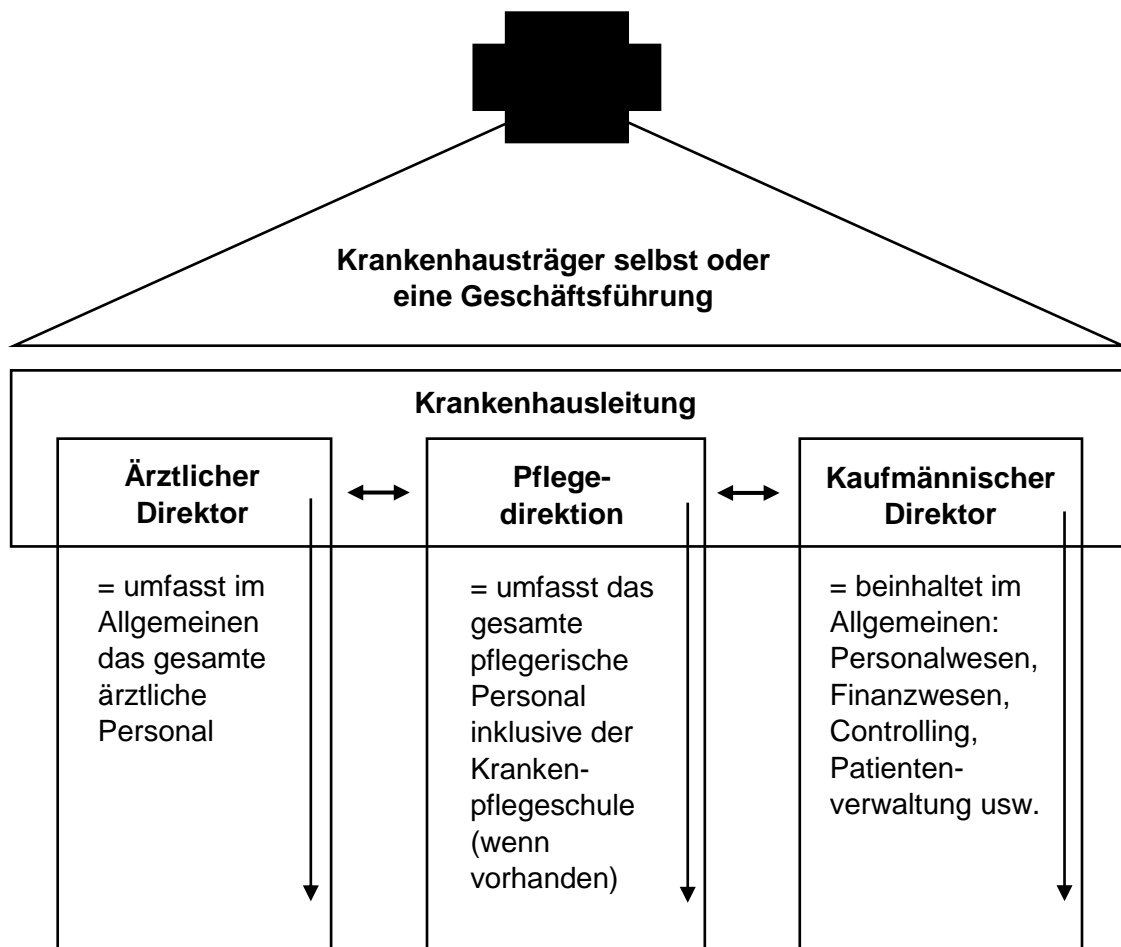 Krankenhausträger selbst oder
eine Geschäftsführung
Krankenhausleitung
Ärztlicher
Direktor
= umfasst im
Allgemeinen
das gesamte
ärztliche
Personal
Pflege-
direktion
= umfasst das
gesamte
pflegerische
Personal
inklusive der
Kranken-
pflegeschule
(wenn
vorhanden)
Kaufmännischer
Direktor
= beinhaltet im
Allgemeinen:
Personalwesen,
Finanzwesen,
Controlling,
Patienten-
verwaltung usw.